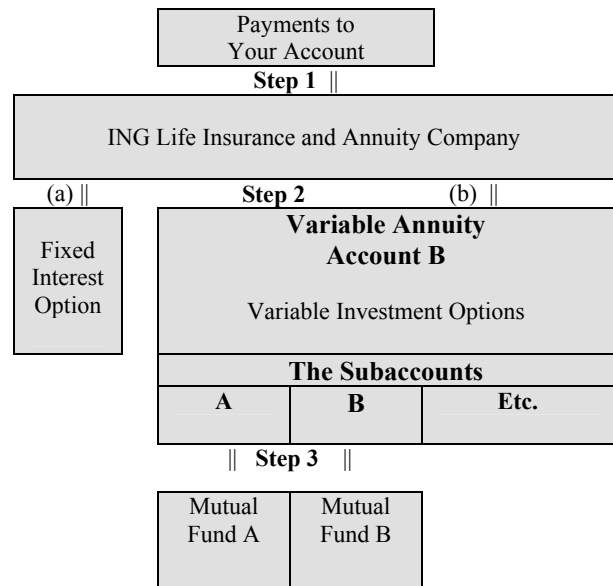 Payments to
Your Account
Step 1 ||
ING Life Insurance and Annuity Company
(a) || Step 2 (b) ||
Fixed
Interest
Option
Variable Annuity
Account B
Variable Investment Options
The Subaccounts
A B Etc.
|| Step 3 ||
Mutual
Fund A
Mutual
Fund B